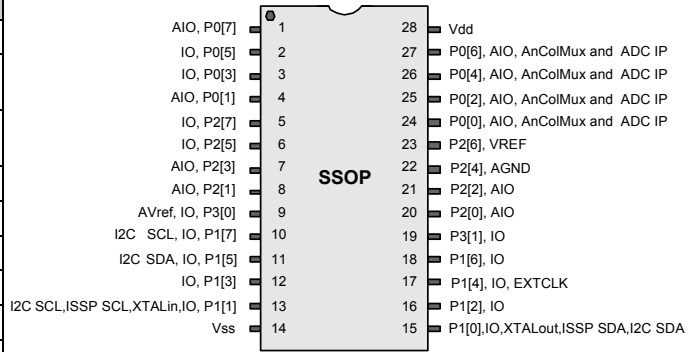 AIO, P0[7] 1 28 Vdd
IO, P0[5] 2 27 P0[6], AIO, AnColMux and ADC IP
IO, P0[3] 3 26 P0[4], AIO, AnColMux and ADC IP
AIO, P0[1] 4 25 P0[2], AIO, AnColMux and ADC IP
IO, P2[7] 5 24 P0[0], AIO, AnColMux and ADC IP
IO, P2[5] 6 23 P2[6], VREF
AIO, P2[3] 7 22 P2[4], AGND
SSOP
AIO, P2[1] 8 21 P2[2], AIO
AVref, IO, P3[0] 9 20 P2[0], AIO
I2C SCL, IO, P1[7] 10 19 P3[1], IO
I2C SDA, IO, P1[5] 11 18 P1[6], IO
IO, P1[3] 12 17 P1[4], IO, EXTCLK
I2C SCL,ISSP SCL,XTALin,IO, P1[1] 13 16 P1[2], IO
Vss 14 15 P1[0],IO,XTALout,ISSP SDA,I2C SDA